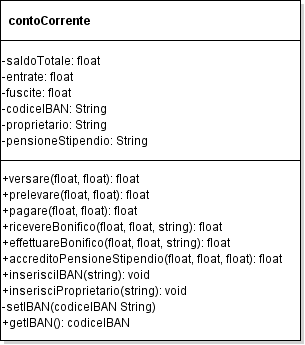 contoCorrente
-saldoTotale: float
-entrate: float
-fuscite: float
-codiceIBAN: String
-proprietario: String
-pensioneStipendio: String
+versare(float, float): float
+prelevare(float, float): float
+pagare(float, float): float
+ricevereBonifico(float, float, string): float
+effettuareBonifico(float, float, string): float
+accreditoPensioneStipendio(float, float, float): float
+inserisciIBAN(string): void
+inserisciProprietario(string): void
-setIBAN(codiceIBAN String)
+getIBAN(): codiceIBAN